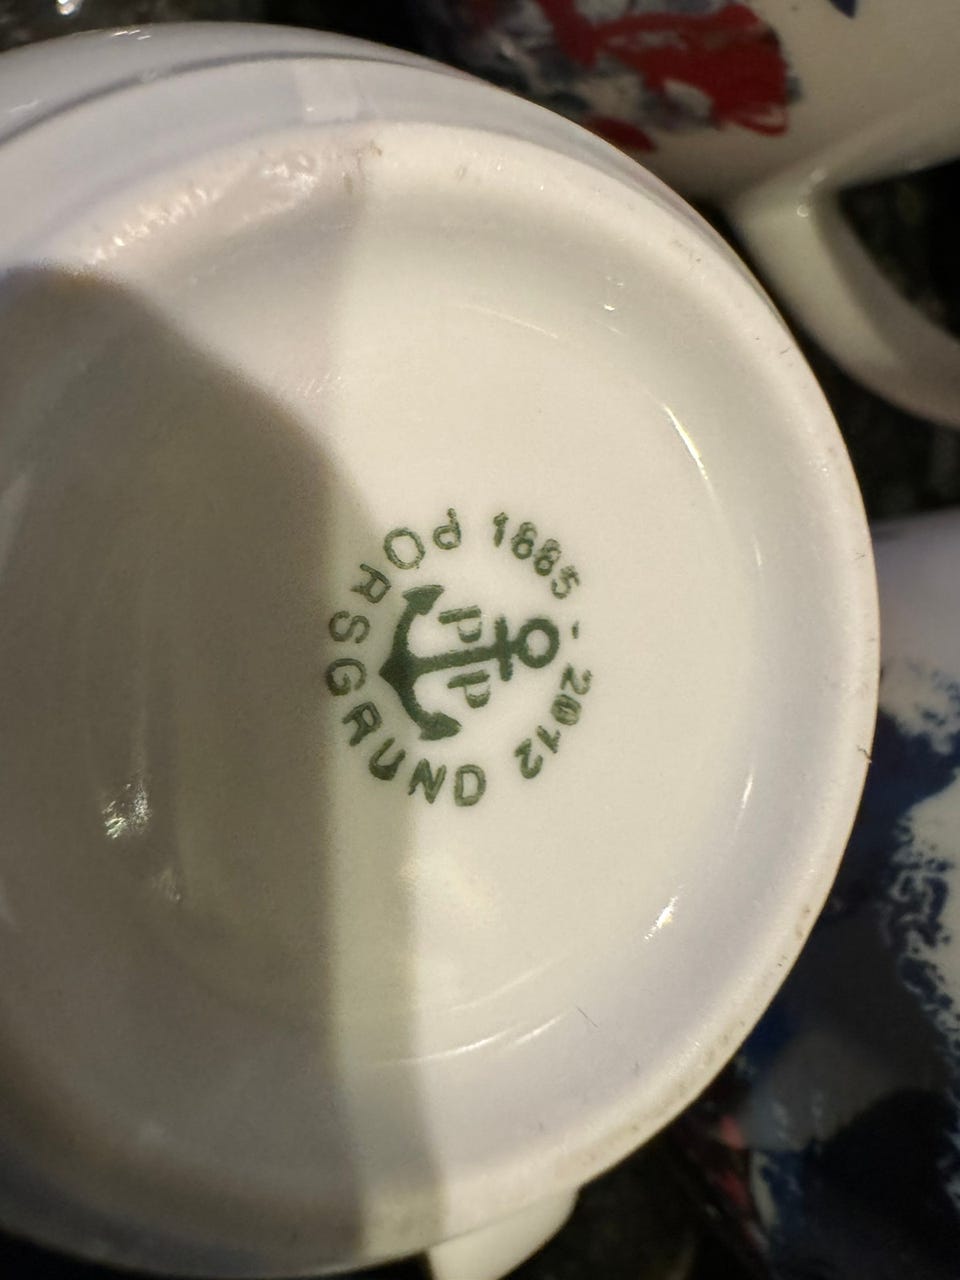 1885 - 2012
PP
PORSGRUND